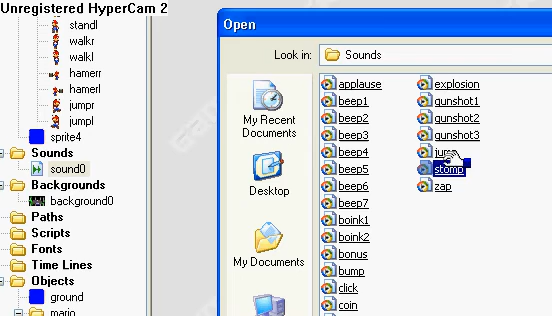 Unregistered HyperCam 2
standl
walkr
walkl
hamerr
hamerl
jumpr
jumpl
sprite4
Sounds
sound0
Backgrounds
background0
Paths
Scripts
Fonts
Time Lines
Objects
ground
mario
Open
Look in:
Sounds
My Recent
Documents
Desktop
My Documents
applause
beep1
beep2
beep3
beep4
beep5
beep6
beep7
boink1
boink2
bonus
bump
click
coin
explosion
gunshot1
gunshot2
gunshot3
jump
stomp
zap